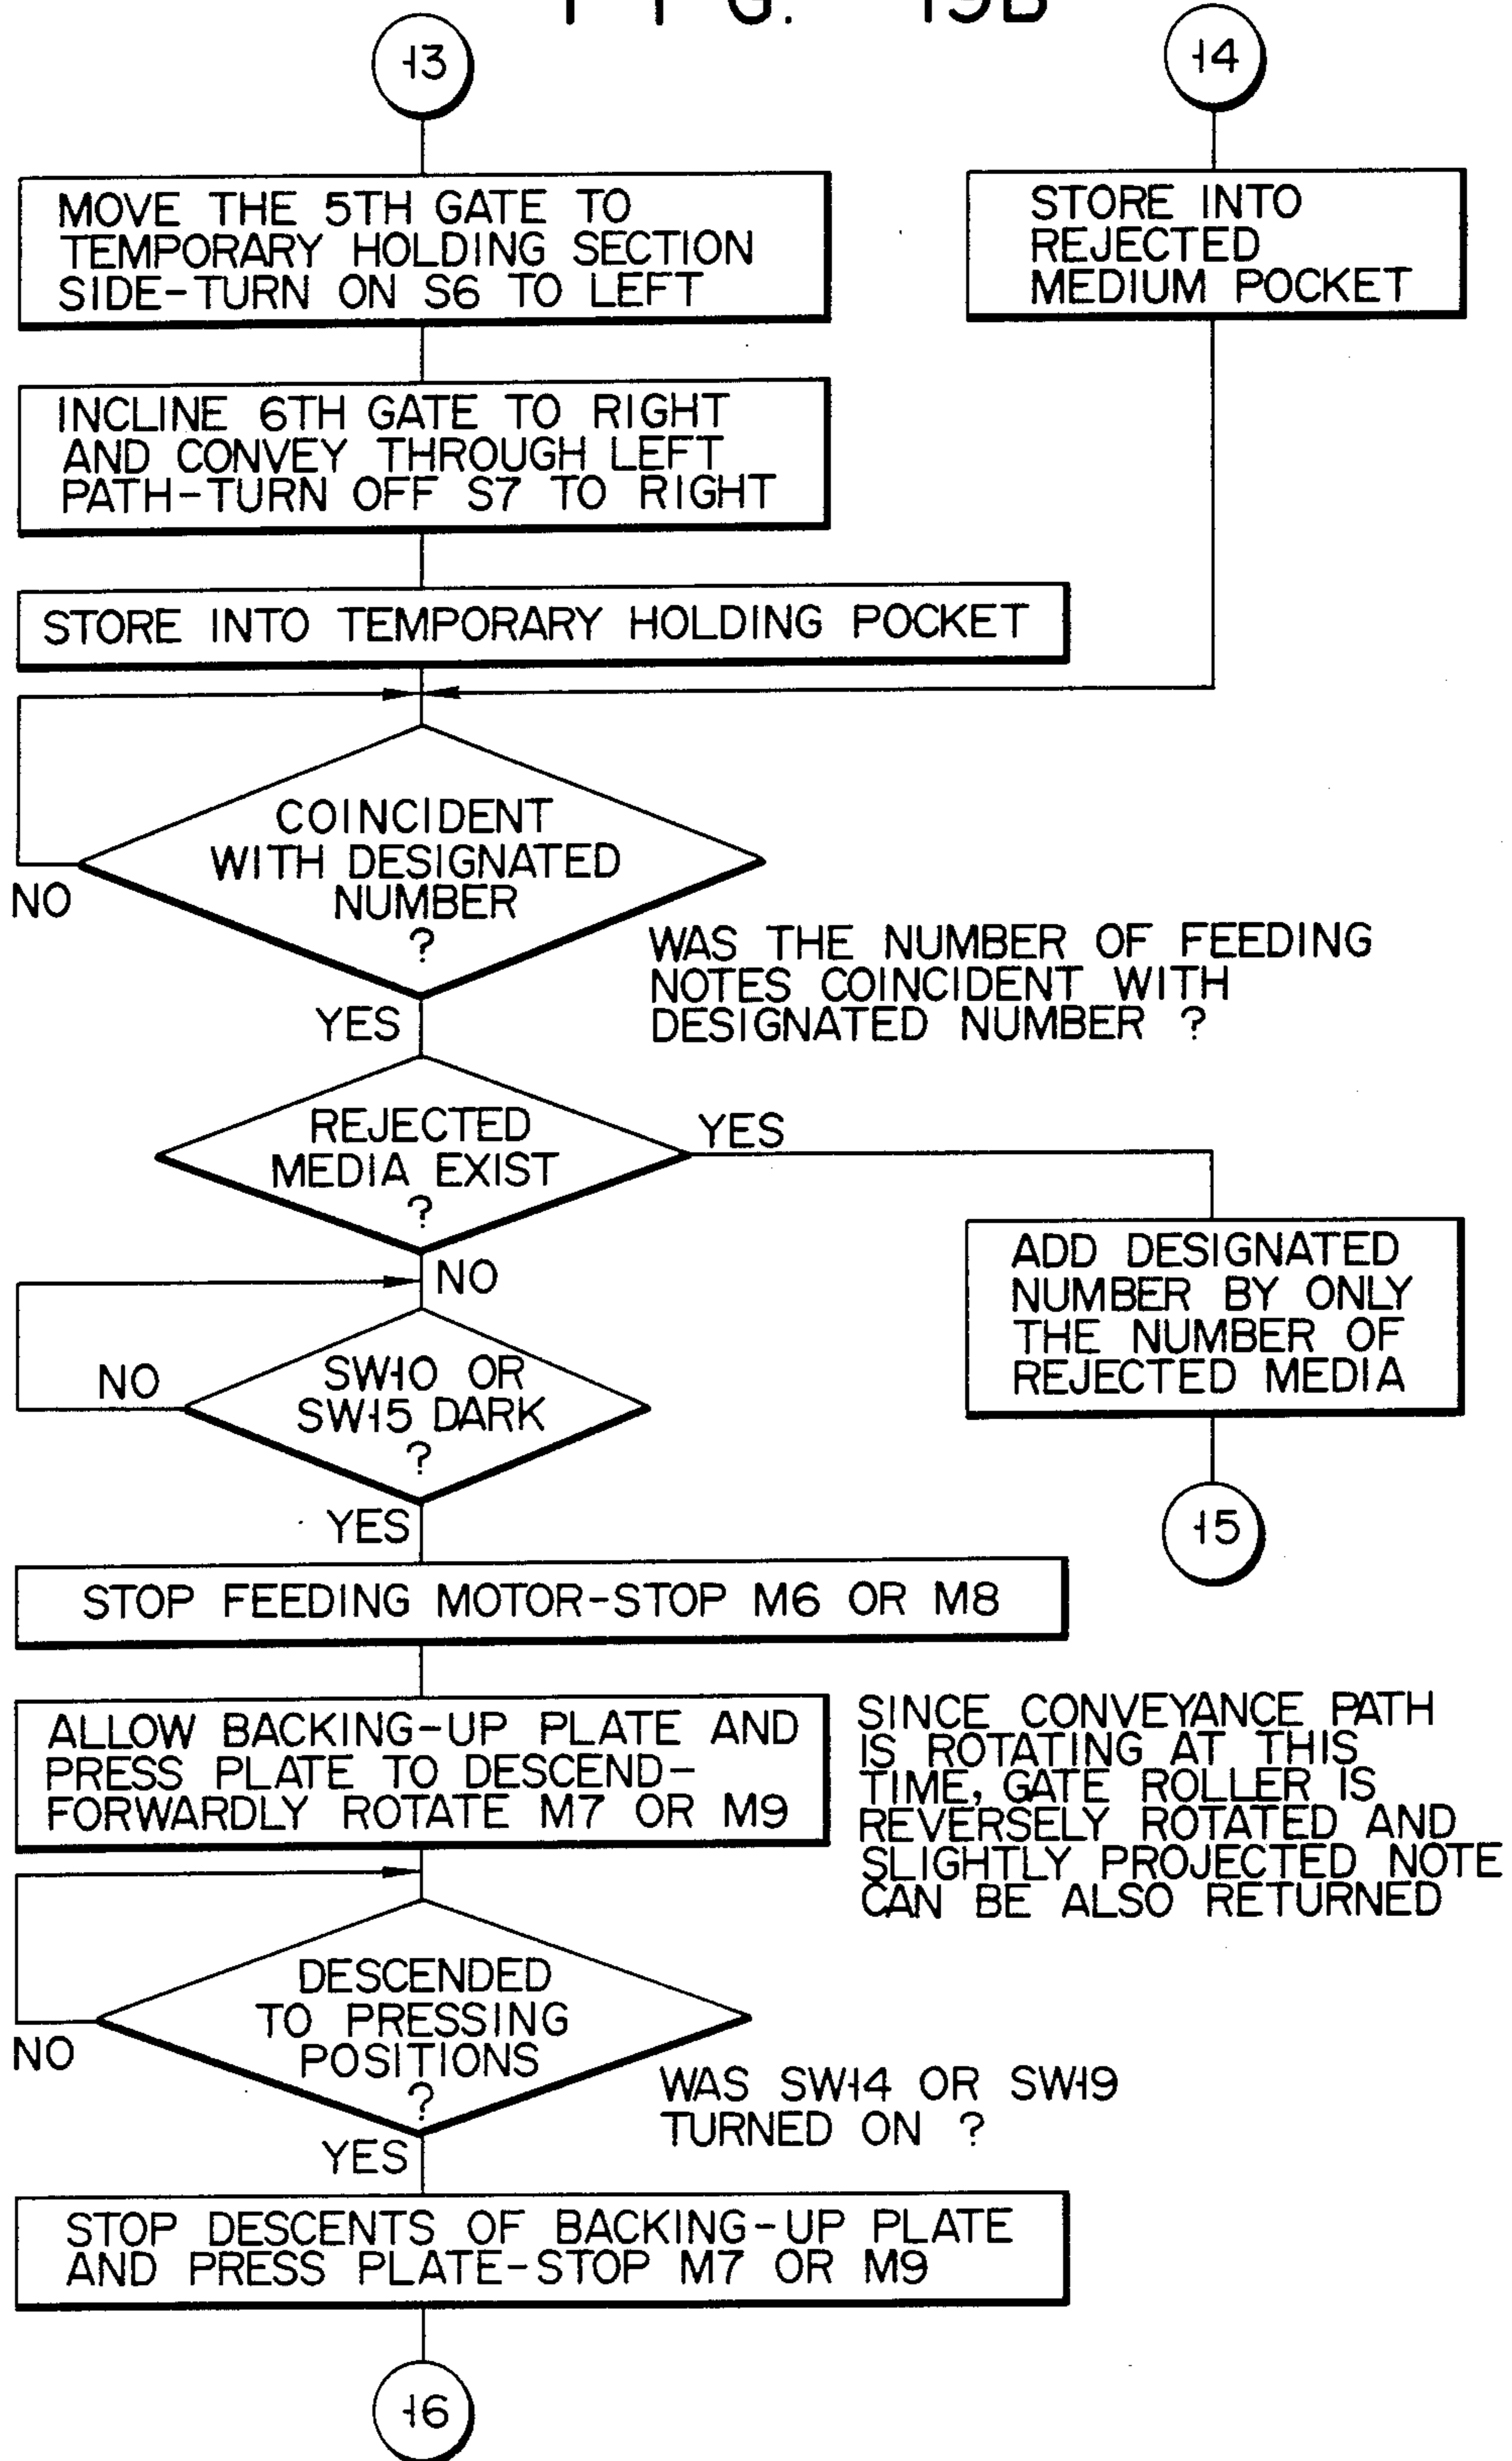 FIG. 19B
13
14
MOVE THE 5TH GATE TO
TEMPORARY HOLDING SECTION
SIDE-TURN ON S6 TO LEFT
STORE INTO
REJECTED
MEDIUM POCKET
INCLINE 6TH GATE TO RIGHT
AND CONVEY THROUGH LEFT
PATH-TURN OFF S7 TO RIGHT
STORE INTO TEMPORARY HOLDING POCKET
COINCIDENT
WITH DESIGNATED
NUMBER
?
NO
WAS THE NUMBER OF FEEDING
NOTES COINCIDENT WITH
DESIGNATED NUMBER ?
YES
REJECTED
MEDIA EXIST
?
YES
NO
ADD DESIGNATED
NUMBER BY ONLY
THE NUMBER OF
REJECTED MEDIA
SW10 OR
SW15 DARK
?
NO
YES
15
STOP FEEDING MOTOR-STOP M6 OR M8
ALLOW BACKING-UP PLATE AND
PRESS PLATE TO DESCEND-
FORWARDLY ROTATE M7 OR M9
SINCE CONVEYANCE PATH
IS ROTATING AT THIS
TIME, GATE ROLLER IS
REVERSELY ROTATED AND
SLIGHTLY PROJECTED NOTE
CAN BE ALSO RETURNED
DESCENDED
TO PRESSING
POSITIONS
?
NO
WAS SW14 OR SW19
TURNED ON ?
YES
STOP DESCENTS OF BACKING-UP PLATE
AND PRESS PLATE-STOP M7 OR M9
16